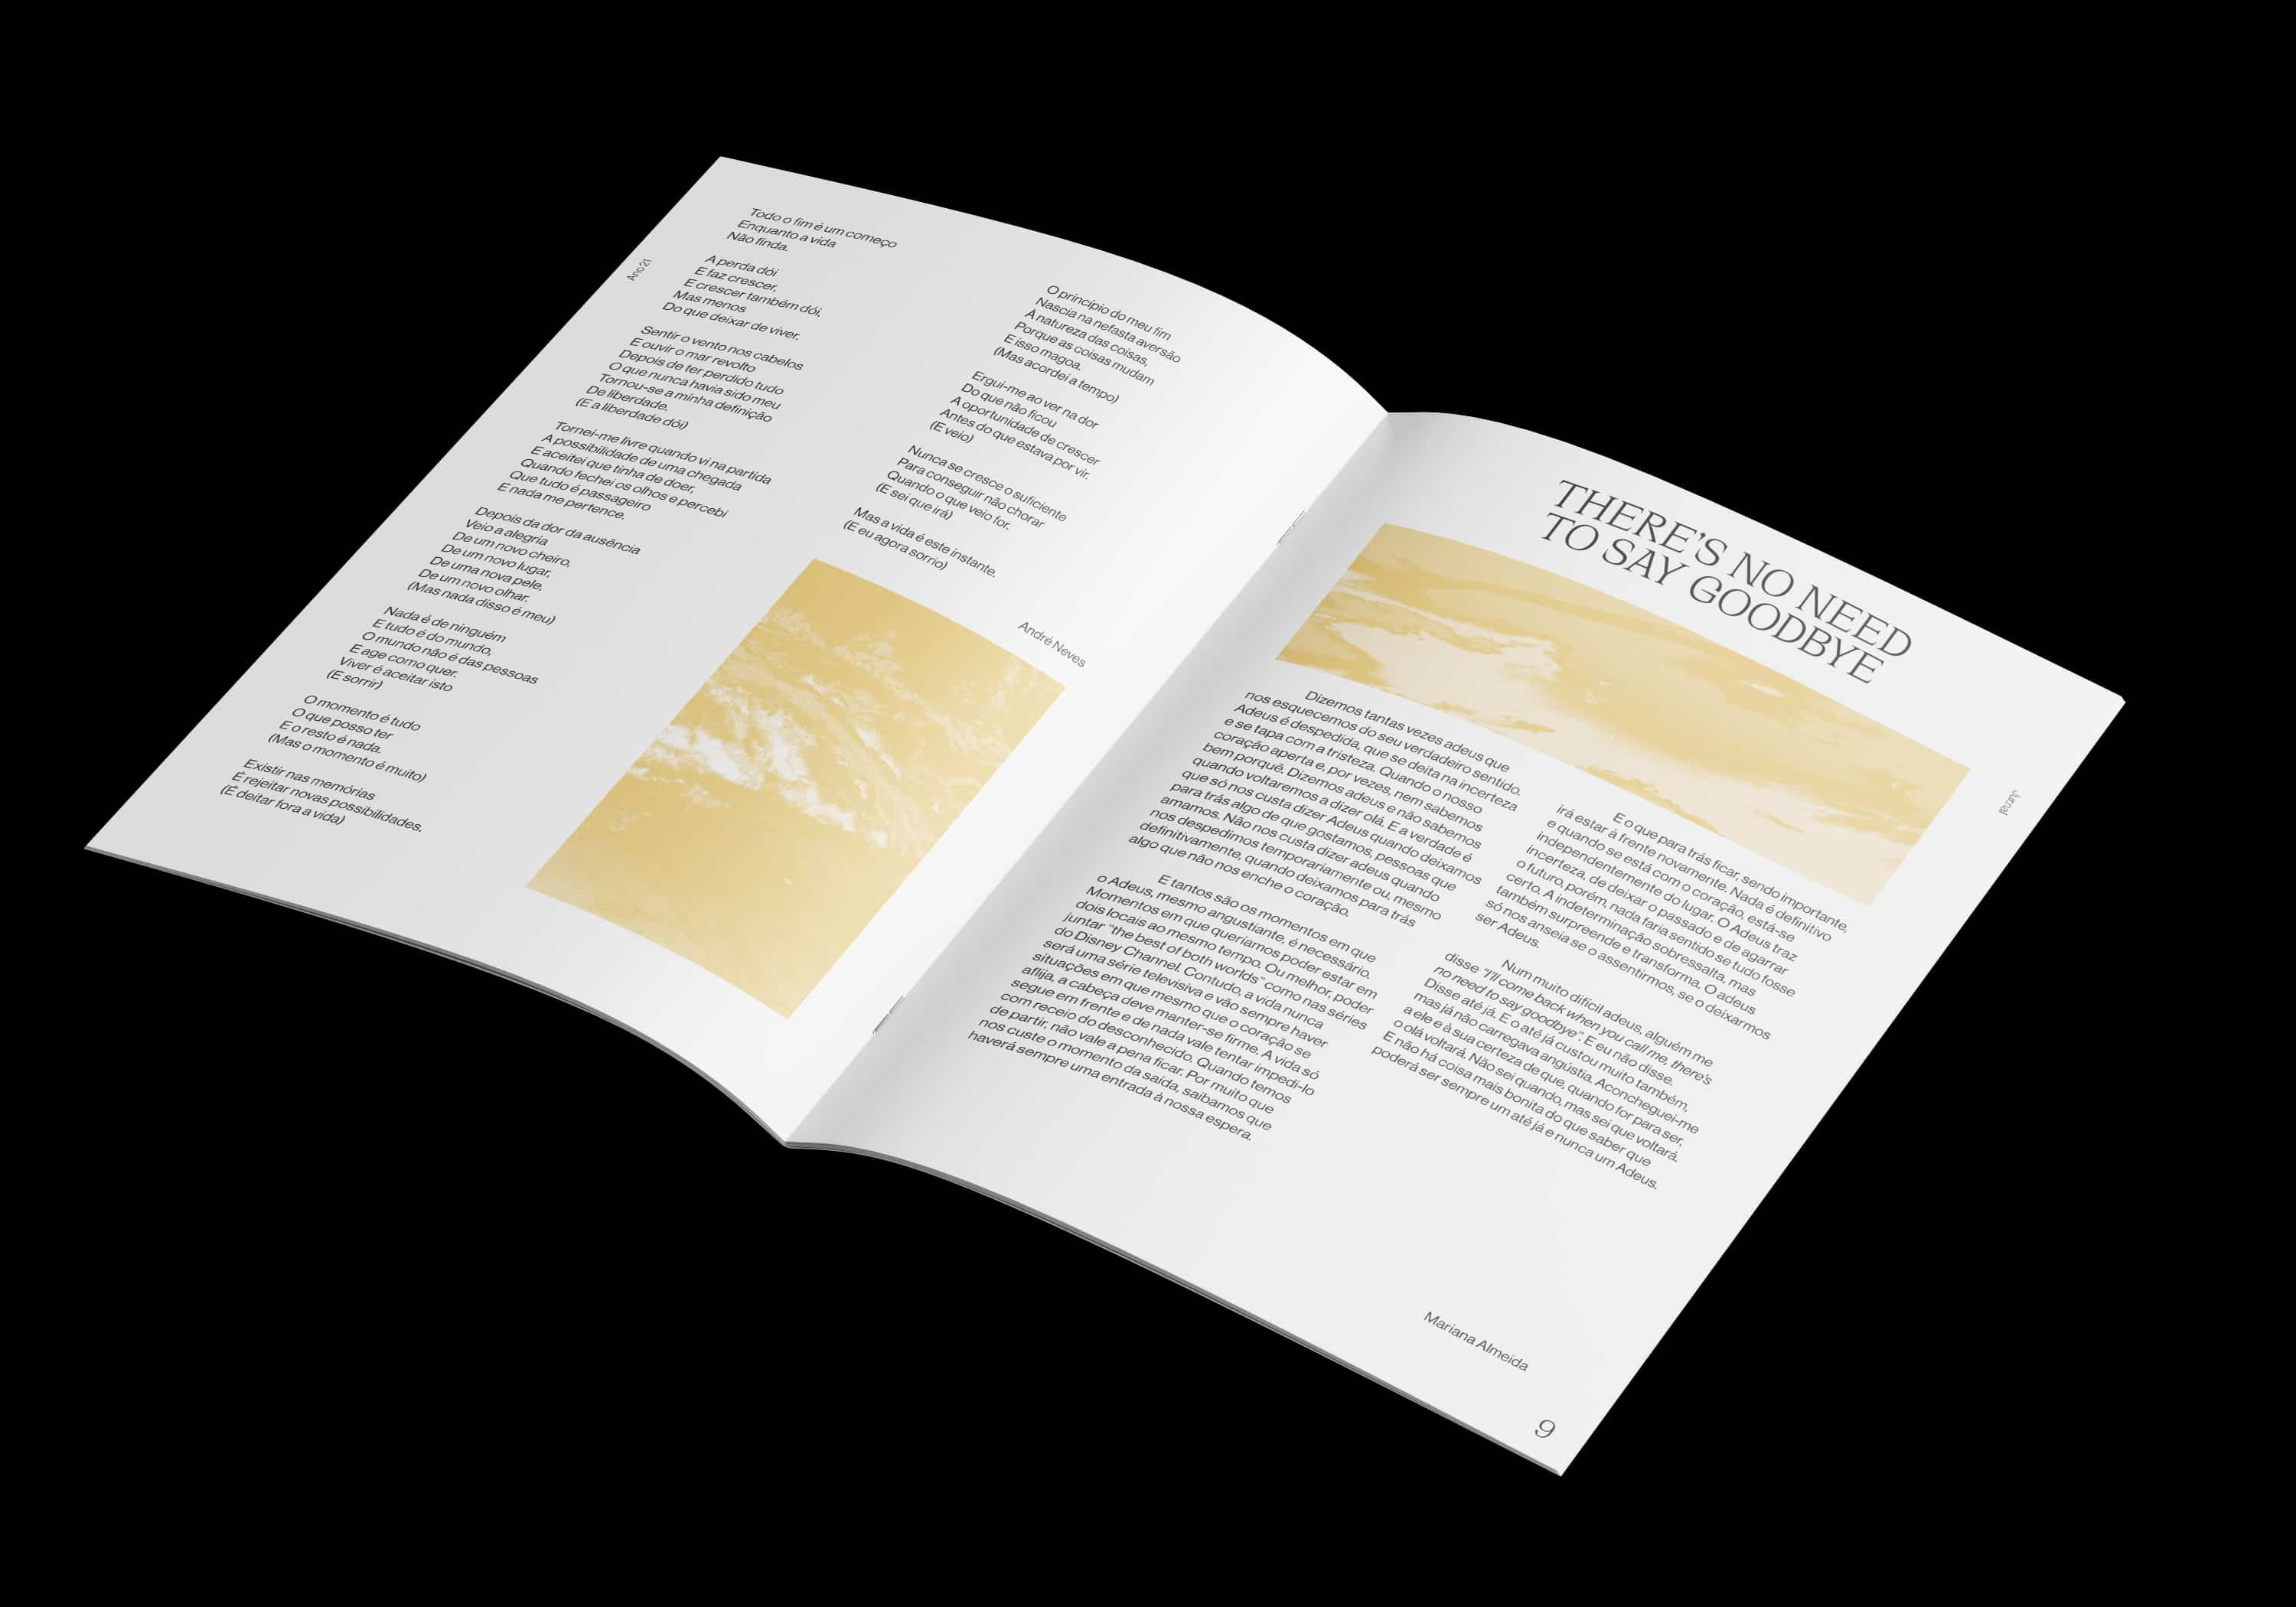 Ano 21
Todo o fim é um começo
Enquanto a vida
Não finda.
A perda dói
E faz crescer,
E crescer também dói,
Mas menos
Do que deixar de viver.
Sentir o vento nos cabelos
E ouvir o mar revolto
Depois de ter perdido tudo
O que nunca havia sido meu
Tornou-se a minha definição
De liberdade.
(E a liberdade dói)
Tornei-me livre quando vi na partida
A possibilidade de uma chegada
E aceitei que tinha de doer,
Quando fechei os olhos e percebi
Que tudo é passageiro
E nada me pertence.
Depois da dor da ausência
Veio a alegria
De um novo cheiro,
De um novo lugar,
De uma nova pele,
De um novo olhar.
(Mas nada disso é meu)
Nada é de ninguém
E tudo é do mundo,
O mundo não é das pessoas
E age como quer.
Viver é aceitar isto
(E sorrir)
O momento é tudo
O que posso ter
E o resto é nada.
(Mas o momento é muito)
Existir nas memórias
É rejeitar novas possibilidades,
(É deitar fora a vida)
O princípio do meu fim
Nascia na nefasta aversão
À natureza das coisas,
Porque as coisas mudam
E isso magoa.
(Mas acordei a tempo)
Ergui-me ao ver na dor
Do que não ficou
A oportunidade de crescer
Antes do que estava por vir.
(E veio)
Nunca se cresce o suficiente
Para conseguir não chorar
Quando o que veio for.
(E sei que irá)
Mas a vida é este instante.
(E eu agora sorrio)
André Neves
THERE'S NO NEED
TO SAY GOODBYE
Dizemos tantas vezes adeus que
nos esquecemos do seu verdadeiro sentido.
Adeus é despedida, que se deita na incerteza
e se tapa com a tristeza. Quando o nosso
coração aperta e, por vezes, nem sabemos
bem porquê. Dizemos adeus e não sabemos
quando voltaremos a dizer olá. E a verdade é
que só nos custa dizer Adeus quando deixamos
para trás algo de que gostamos, pessoas que
amamos. Não nos custa dizer adeus quando
nos despedimos temporariamente ou, mesmo
definitivamente, quando deixamos para trás
algo que não nos enche o coração.
E tantos são os momentos em que
o Adeus, mesmo angustiante, é necessário.
Momentos em que queríamos poder estar em
dois locais ao mesmo tempo. Ou melhor, poder
juntar "the best of both worlds" como nas séries
do Disney Channel. Contudo, a vida nunca
será uma série televisiva e vão sempre haver
situações em que mesmo que o coração se
aflija, a cabeça deve manter-se firme. A vida só
segue em frente e de nada vale tentar impedi-lo
com receio do desconhecido. Quando temos
de partir, não vale a pena ficar. Por muito que
nos custe o momento da saída, saibamos que
haverá sempre uma entrada à nossa espera.
E o que para trás ficar, sendo importante,
irá estar à frente novamente. Nada é definitivo
e quando se está com o coração, está-se
independentemente do lugar. O Adeus traz
incerteza, de deixar o passado e de agarrar
o futuro, porém, nada faria sentido se tudo fosse
certo. A indeterminação sobressalta, mas
também surpreende e transforma. O adeus
só nos anseia se o assentirmos, se o deixarmos
ser Adeus.
Num muito difícil adeus, alguém me
disse "I'll come back when you call me, there's
no need to say goodbye". E eu não disse.
Disse até já. E o até já custou muito também,
mas já não carregava angústia. Aconcheguei-me
a ele e à sua certeza de que, quando for para ser,
o olá voltará. Não sei quando, mas sei que voltará.
E não há coisa mais bonita do que saber que
poderá ser sempre um até já e nunca um Adeus.
Mariana Almeida
Jurnal
9